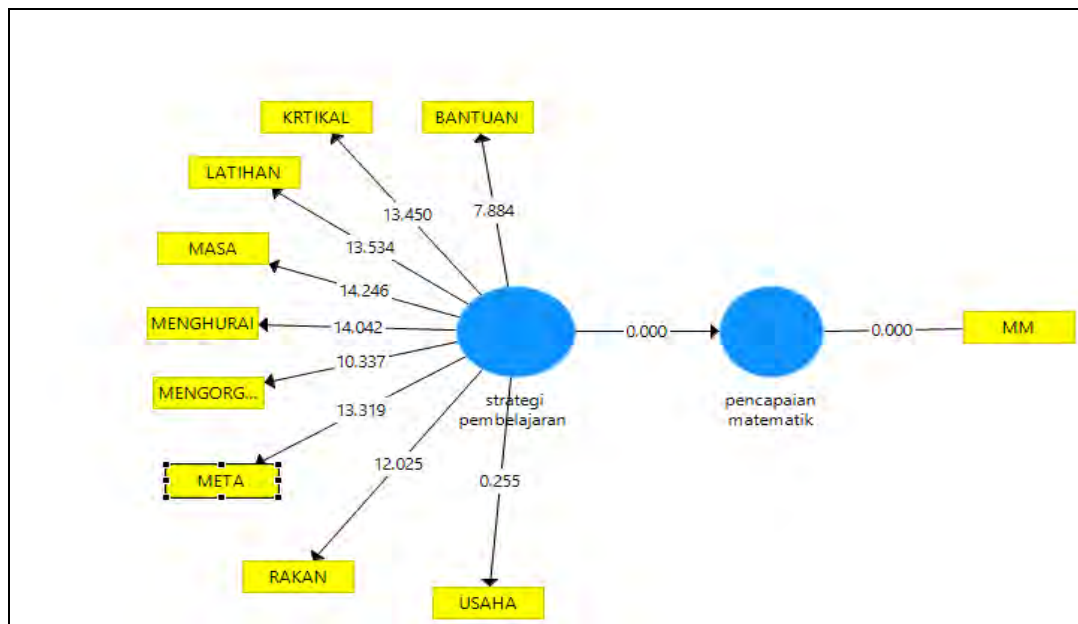 KRTIKAL
BANTUAN
LATIHAN
7.884
13.450
MASA
13.534
14.246
MENGHURAI
14.042
0.000
0.000
MM
10.337
MENGORG...
13.319
strategi
pembelajaran
pencapaian
matematik
META
12.025
0.255
RAKAN
USAHA